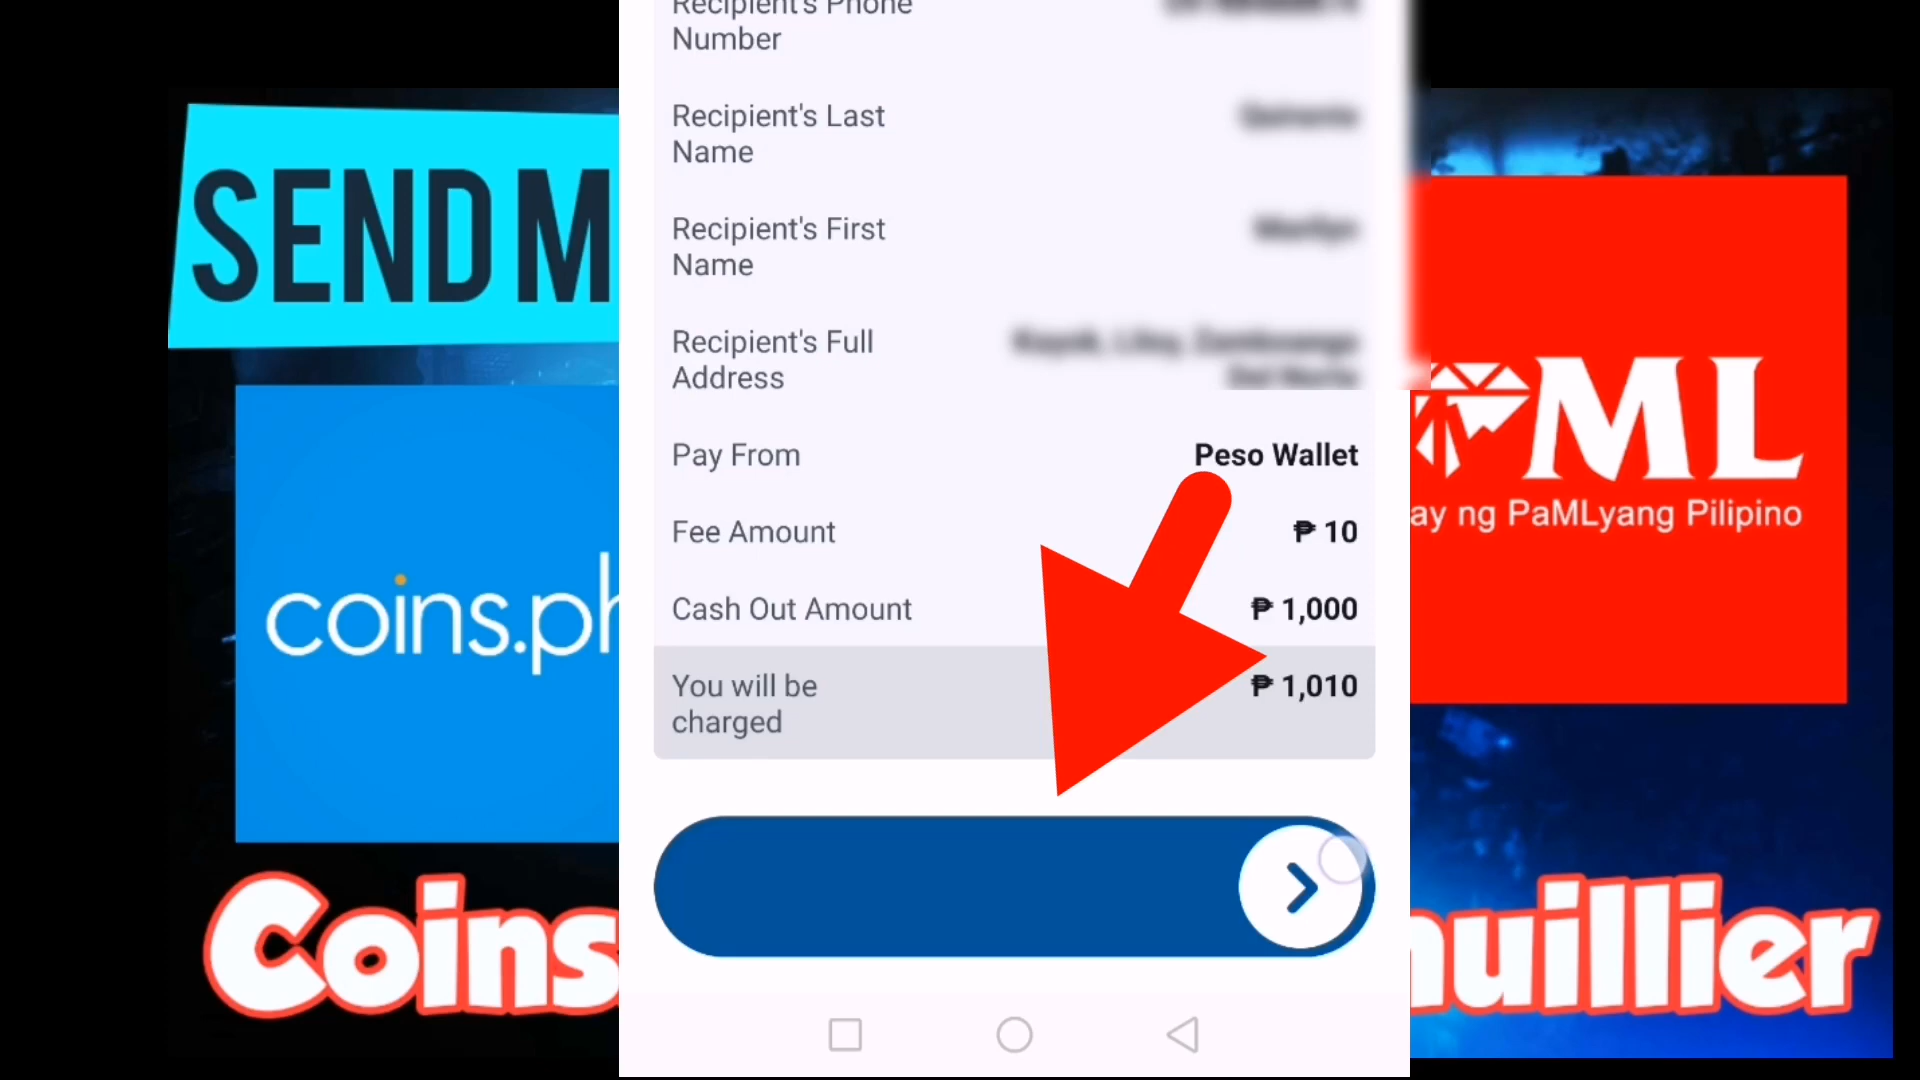 Recipient's Phone
Number
SEND M
Recipient's Last
Name
Recipient's First
Name
Recipient's Full
Address
Pay From Peso Wallet
Fee Amount ₱ 10
Cash Out Amount ₱ 1,000
You will be ₱ 1,010
charged
coins.ph
ML
ay ng PaMLyang Pilipino
Coins
uillier